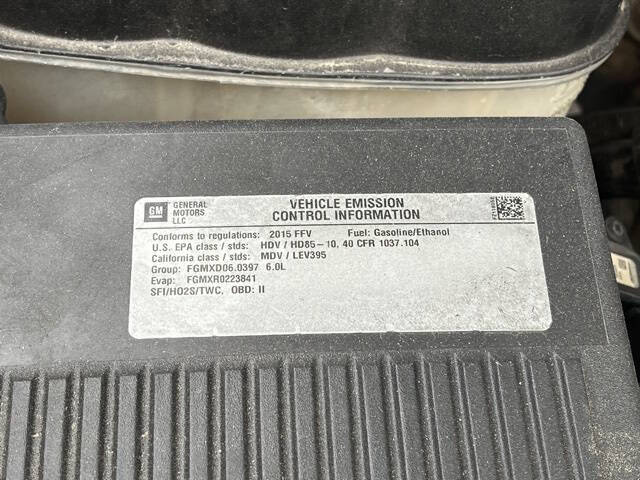 GM
GENERAL
MOTORS
LLC
VEHICLE EMISSION
CONTROL INFORMATION
Conforms to regulations: 2015 FFV Fuel: Gasoline/Ethanol
U.S. EPA class / stds: HDV / HD85-10, 40 CFR 1037.104
California class / stds: MDV / LEV395
Group: FGMXD06.0397 6.0L
Evap: FGMXR0223841
SFI/HO2S/TWC, OBD: II